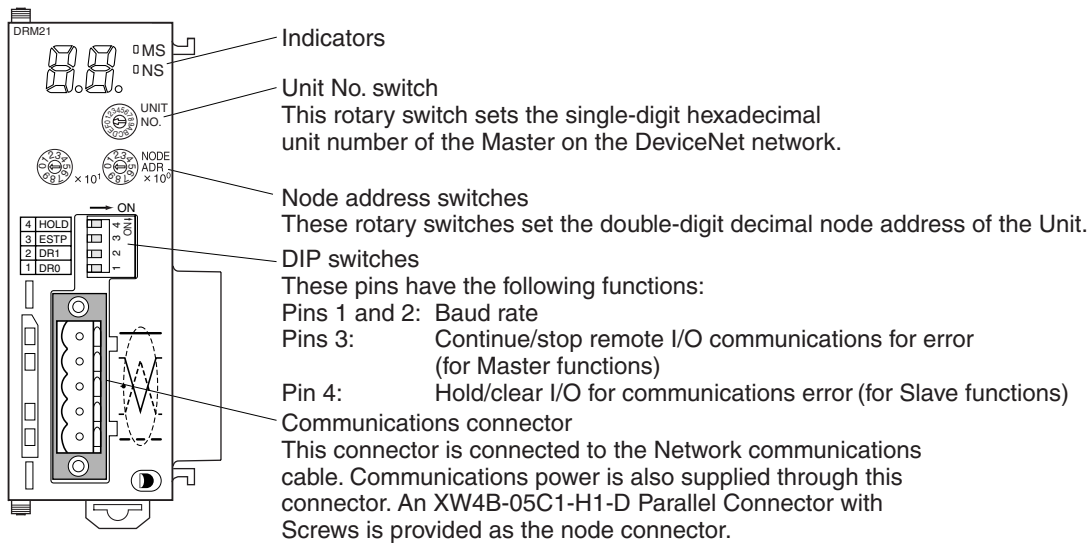 DRM21
MS
NS
UNIT
NO.
NODE
ADR
× 10¹ × 10⁰
ON
4 HOLD
3 ESTP
2 DR1
1 DR0
ON
4
3
2
1
Indicators
Unit No. switch
This rotary switch sets the single-digit hexadecimal
unit number of the Master on the DeviceNet network.
Node address switches
These rotary switches set the double-digit decimal node address of the Unit.
DIP switches
These pins have the following functions:
Pins 1 and 2: Baud rate
Pins 3: Continue/stop remote I/O communications for error
(for Master functions)
Pin 4: Hold/clear I/O for communications error (for Slave functions)
Communications connector
This connector is connected to the Network communications
cable. Communications power is also supplied through this
connector. An XW4B-05C1-H1-D Parallel Connector with
Screws is provided as the node connector.